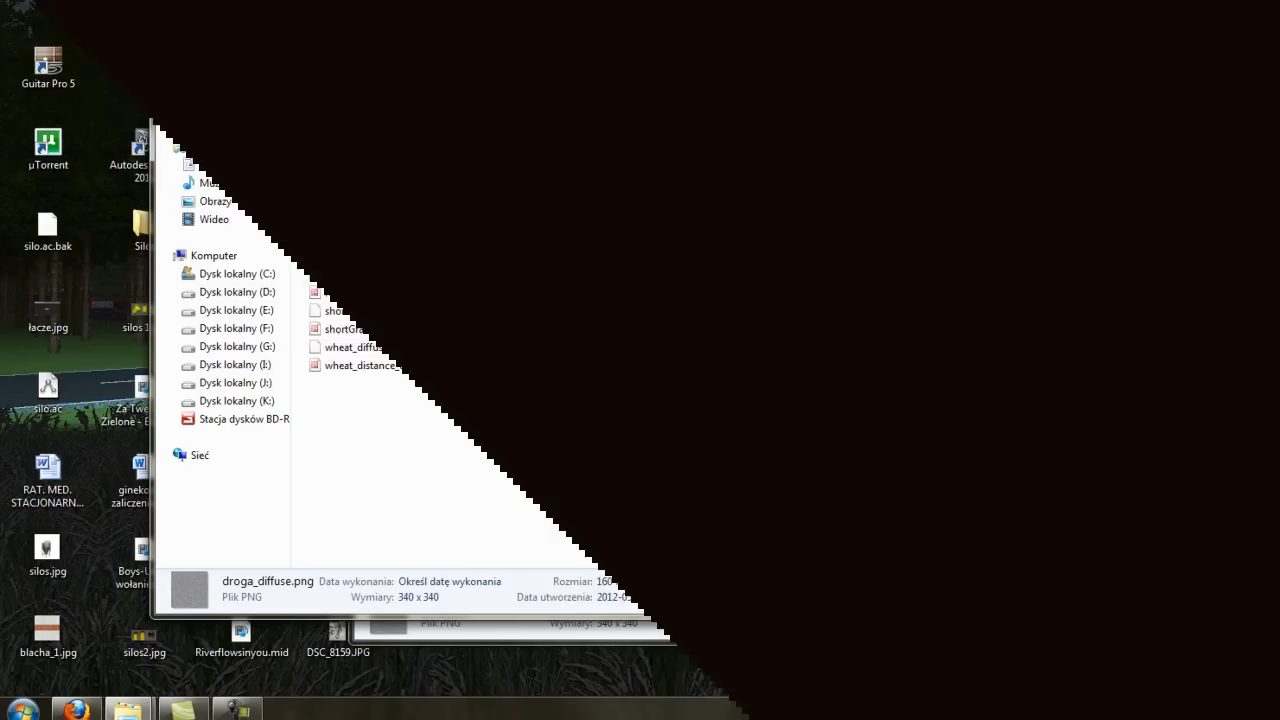 Guitar Pro 5
µTorrent
Autodes
201
silo.ac.bak
Silo
łacze.jpg
silos 1
silo.ac
Za Twe
Zielone - E
RAT. MED.
STACJONARN...
gineko
zaliczeni
silos.jpg
Boys-U
wołanie
blacha_1.jpg
silos2.jpg
Riverflowsinyou.mid
DSC_8159.JPG
Obrazy
Wideo
Komputer
Dysk lokalny (C:)
Dysk lokalny (D:)
Dysk lokalny (E:)
Dysk lokalny (F:)
Dysk lokalny (G:)
Dysk lokalny (I:)
Dysk lokalny (J:)
Dysk lokalny (K:)
Stacja dysków BD-R
Sieć
shortGra
wheat_diffus
wheat_distance_
droga_diffuse.png Data wykonania: Określ datę wykonania Rozmiar: 160
Plik PNG Wymiary: 340 x 340 Data utworzenia: 2012-0
Plik PNG Wymiary: 340 x 340